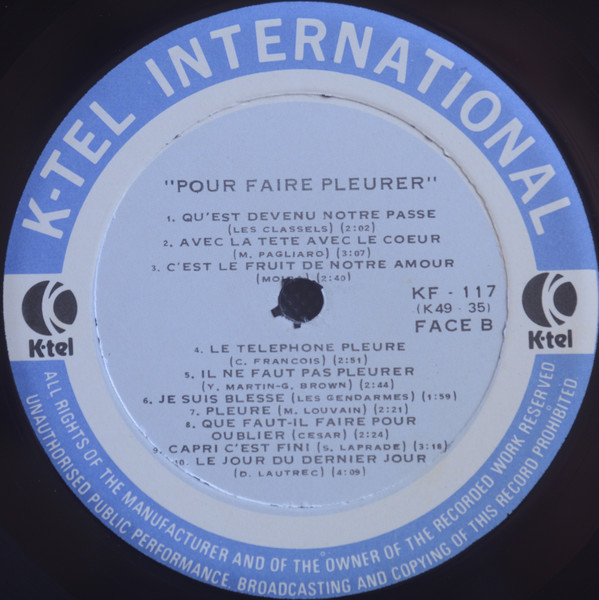 K-TEL INTERNATIONAL
"POUR FAIRE PLEURER"
1. QU'EST DEVENU NOTRE PASSE
(LES CLASSELS) (2:02)
2. AVEC LA TETE AVEC LE COEUR
(M. PAGLIARD) (3:07)
3. C'EST LE FRUIT DE NOTRE AMOUR
(2:40)
KF - 117
(K49 - 35)
FACE B
K-tel
K-tel
4. LE TELEPHONE PLEURE
(C. FRANCOIS) (2:51)
5. IL NE FAUT PAS PLEURER
(Y. MARTIN-G. BROWN) (2:44)
6. JE SUIS BLESSE (LES GENDARMES) (1:59)
7. PLEURE (M. LOUVAIN) (2:21)
8. QUE FAUT-IL FAIRE POUR
OUBLIER (CESAR) (2:24)
9. CAPRI C'EST FINI (S. LAPRADE) (3:18)
10. LE JOUR DU DERNIER JOUR
(D. LAUTREC) (4:09)
ALL RIGHTS OF THE MANUFACTURER AND OF THE OWNER OF THE RECORDED WORK RESERVED
UNAUTHORISED PUBLIC PERFORMANCE, BROADCASTING AND COPYING OF THIS RECORD PROHIBITED